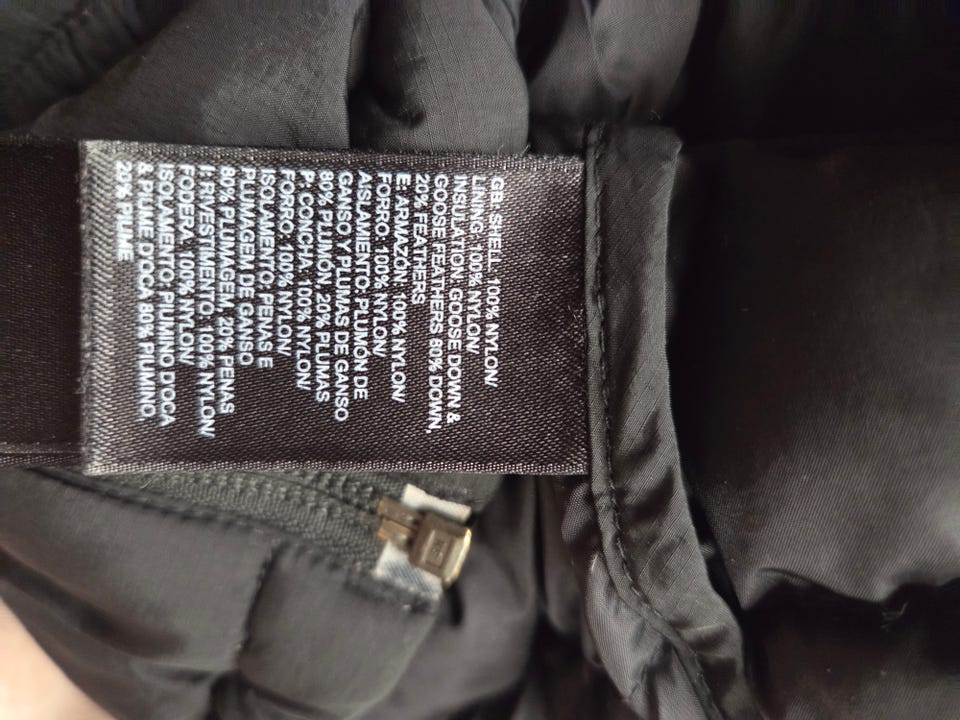 GB: SHELL: 100% NYLON/
LINING: 100% NYLON/
INSULATION: GOOSE DOWN &
GOOSE FEATHERS 80% DOWN,
20% FEATHERS
E: ARMAZÓN: 100% NYLON/
FORRO: 100% NYLON/
AISLAMIENTO: PLUMÓN DE
GANSO Y PLUMAS DE GANSO
80% PLUMÓN, 20% PLUMAS
P: CONCHA: 100% NYLON/
FORRO: 100% NYLON/
ISOLAMENTO: PENAS E
PLUMAGEM DE GANSO
80% PLUMAGEM, 20% PENAS
I: RIVESTIMENTO, 100% NYLON/
FODERA, 100% NYLON/
ISOLAMENTO: PIUMINO D'OCA
& PIUME D'OCA 80% PIUMINO,
20% PIUME